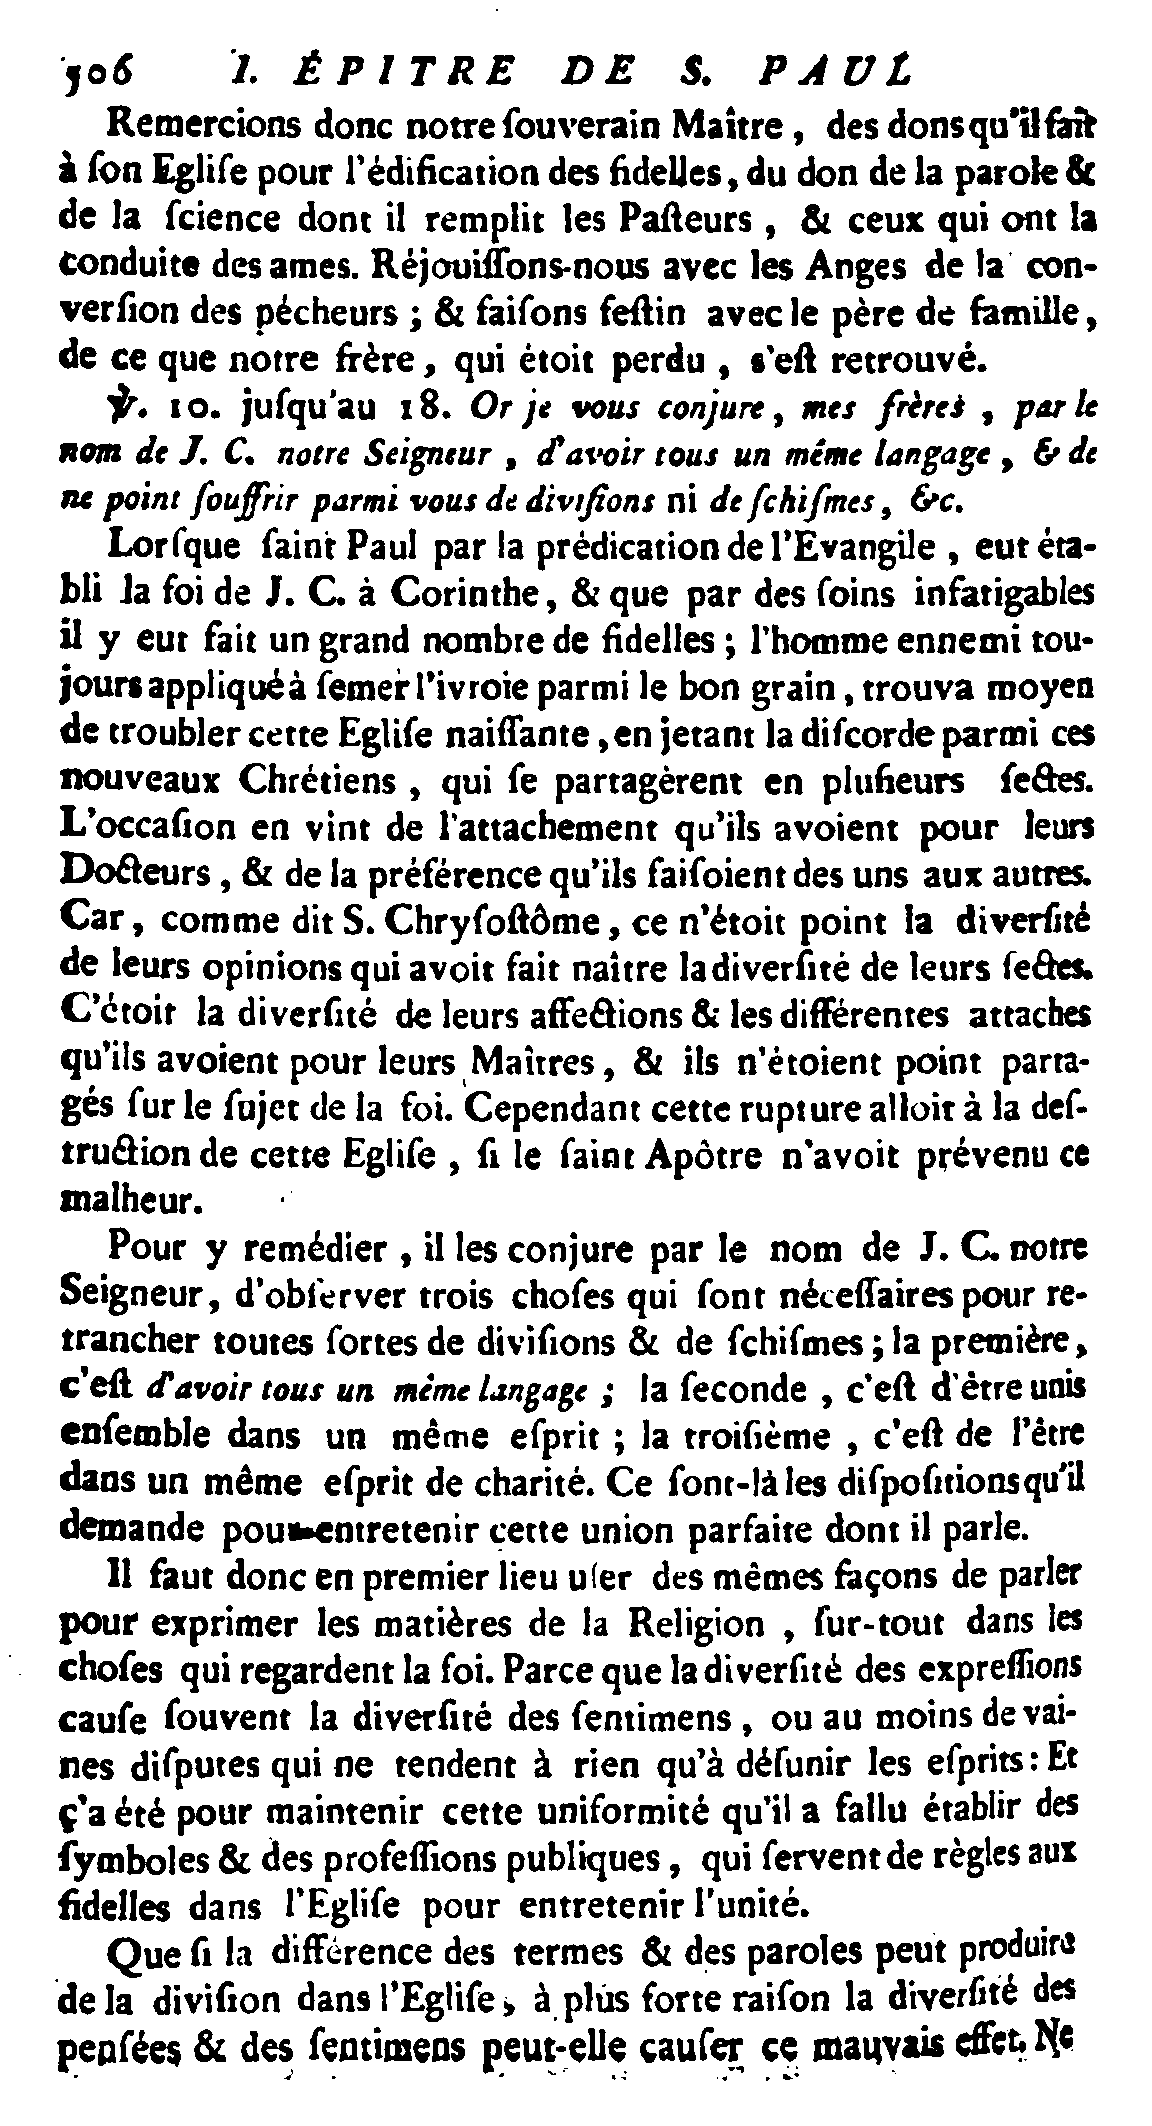 506 I. ÉPITRE DE S. PAUL
Remercions donc notre ſouverain Maître, des dons qu'il fait
à ſon Egliſe pour l'édification des fidelles, du don de la parole &
de la ſcience dont il remplit les Paſteurs, & ceux qui ont la
conduite des ames. Réjouiſſons-nous avec les Anges de la con-
verſion des pécheurs; & faiſons feſtin avec le père de famille,
de ce que notre frère, qui étoit perdu, s'eſt retrouvé.
℣. 10. juſqu'au 18. Or je vous conjure, mes frères, par le
nom de J. C. notre Seigneur, d'avoir tous un même langage, & de
ne point ſouffrir parmi vous de diviſions ni de ſchiſmes, &c.
Lorſque ſaint Paul par la prédication de l'Evangile, eut éta-
bli la foi de J. C. à Corinthe, & que par des ſoins infatigables
il y eut fait un grand nombre de fidelles; l'homme ennemi tou-
jours appliqué à ſemer l'ivroie parmi le bon grain, trouva moyen
de troubler cette Egliſe naiſſante, en jetant la diſcorde parmi ces
nouveaux Chrétiens, qui ſe partagèrent en pluſieurs ſectes.
L'occaſion en vint de l'attachement qu'ils avoient pour leurs
Docteurs, & de la préférence qu'ils faiſoient des uns aux autres.
Car, comme dit S. Chryſoſtôme, ce n'étoit point la diverſité
de leurs opinions qui avoit fait naître la diverſité de leurs ſectes.
C'étoit la diverſité de leurs affections & les différentes attaches
qu'ils avoient pour leurs Maîtres, & ils n'étoient point parta-
gés ſur le ſujet de la foi. Cependant cette rupture alloit à la deſ-
truction de cette Egliſe, ſi le ſaint Apôtre n'avoit prévenu ce
malheur.
Pour y remédier, il les conjure par le nom de J. C. notre
Seigneur, d'obſerver trois choſes qui ſont néceſſaires pour re-
trancher toutes ſortes de diviſions & de ſchiſmes; la première,
c'eſt d'avoir tous un même langage; la ſeconde, c'eſt d'être unis
enſemble dans un même eſprit; la troiſième, c'eſt de l'être
dans un même eſprit de charité. Ce ſont-là les diſpoſitions qu'il
demande pour entretenir cette union parfaite dont il parle.
Il faut donc en premier lieu uſer des mêmes façons de parler
pour exprimer les matières de la Religion, ſur-tout dans les
choſes qui regardent la foi. Parce que la diverſité des expreſſions
cauſe ſouvent la diverſité des ſentimens, ou au moins de vai-
nes diſputes qui ne tendent à rien qu'à déſunir les eſprits: Et
ç'a été pour maintenir cette uniformité qu'il a fallu établir des
ſymboles & des profeſſions publiques, qui ſervent de règles aux
fidelles dans l'Egliſe pour entretenir l'unité.
Que ſi la différence des termes & des paroles peut produire
de la diviſion dans l'Egliſe, à plus forte raiſon la diverſité des
penſées & des ſentimens peut-elle cauſer ce mauvais effet. Ne